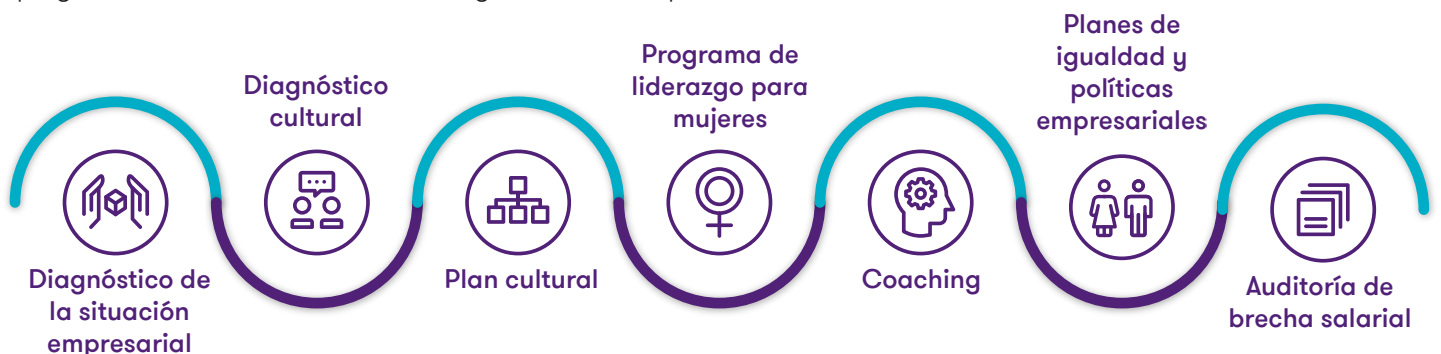 Diagnóstico de
la situación
empresarial
Diagnóstico
cultural
Plan cultural
Programa de
liderazgo para
mujeres
Coaching
Planes de
igualdad y
políticas
empresariales
Auditoría de
brecha salarial